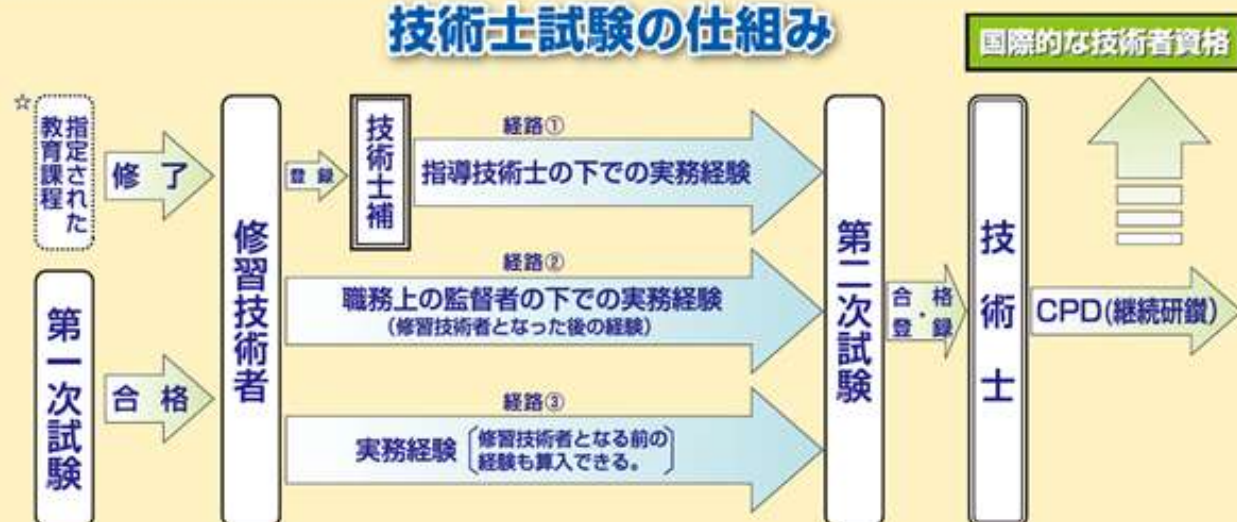 技術士試験の仕組み
国際的な技術者資格
☆
指定された
教育課程
修了
第一次試験
合格
修習技術者
登録
技術士補
経路①
指導技術士の下での実務経験
経路②
職務上の監督者の下での実務経験
(修習技術者となった後の経験)
経路③
実務経験
修習技術者となる前の
経験も算入できる。
第二次試験
合格・
登録
技術士
CPD(継続研鑽)